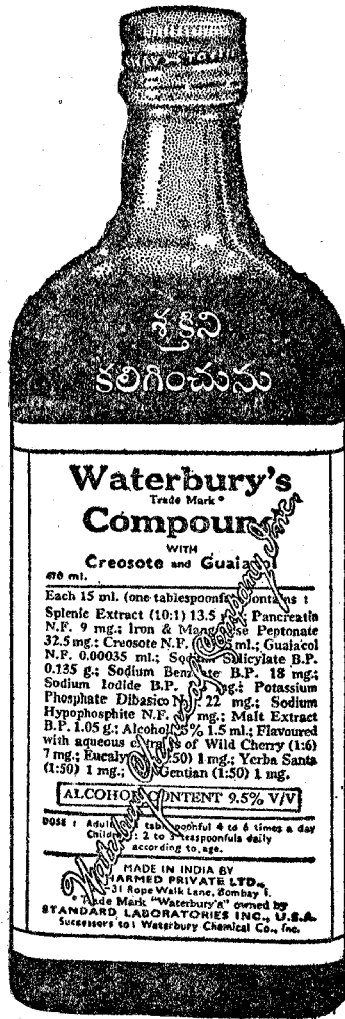 శక్తిని
కలిగించును
Waterbury's
Trade Mark
Compound
WITH
Creosote and Guaiacol
Each 15 ml. (one tablespoonful) contains :
Splenic Extract (10:1) 13.5 Pancreatin
N.F. 9 mg.; Iron & Manganese Peptonate
32.5 mg.; Creosote N.F. ml.; Guaiacol
N.F. 0.00035 ml.; Sodium Salicylate B.P.
0.135 g.; Sodium Benzoate B.P. 18 mg.;
Sodium Iodide B.P. Potassium
Phosphate Dibasic N.F. 22 mg.; Sodium
Hypophosphite N.F. mg.; Malt Extract
B.P. 1.05 g.; Alcohol 1.5 ml.; Flavoured
with aqueous extracts of Wild Cherry (1:6)
7 mg.; 1 mg.; Yerba Santa
(1:50) 1 mg.; Gentian (1:50) 1 mg.
ALCOHOL CONTENT 9.5% V/V
DOSE : tablespoonful 4 to 6 times a day
2 to 3 teaspoonfuls daily
according to age.
MADE IN INDIA BY
PRIVATE LTD.,
31 Rope Walk Lane, Bombay 1.
Trade Mark "Waterbury's" owned by
STANDARD LABORATORIES INC., U.S.A.
Successors to : Waterbury Chemical Co., Inc.
Waterbury Chemical Company Inc.